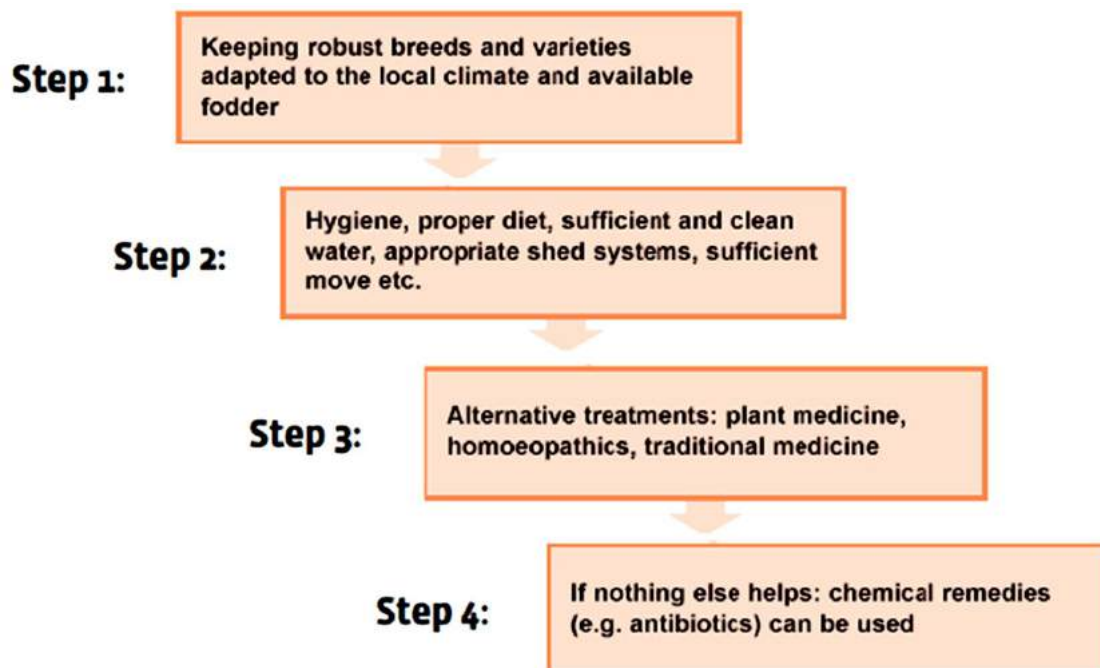 Step 1:
Keeping robust breeds and varieties
adapted to the local climate and available
fodder
Step 2:
Hygiene, proper diet, sufficient and clean
water, appropriate shed systems, sufficient
move etc.
Step 3:
Alternative treatments: plant medicine,
homoeopathics, traditional medicine
Step 4:
If nothing else helps: chemical remedies
(e.g. antibiotics) can be used